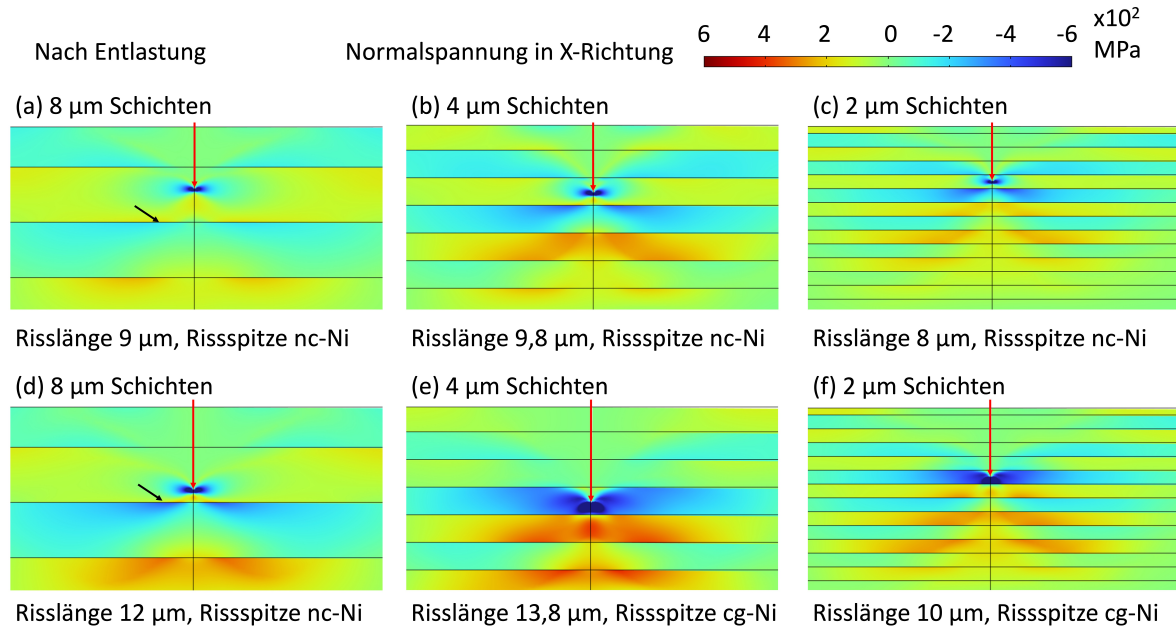 Nach Entlastung
Normalspannung in X-Richtung
6 4 2 0 -2 -4 -6
x10² MPa
(a) 8 µm Schichten
(b) 4 µm Schichten
(c) 2 µm Schichten
Risslänge 9 µm, Rissspitze nc-Ni
Risslänge 9,8 µm, Rissspitze nc-Ni
Risslänge 8 µm, Rissspitze nc-Ni
(d) 8 µm Schichten
(e) 4 µm Schichten
(f) 2 µm Schichten
Risslänge 12 µm, Rissspitze nc-Ni
Risslänge 13,8 µm, Rissspitze cg-Ni
Risslänge 10 µm, Rissspitze cg-Ni